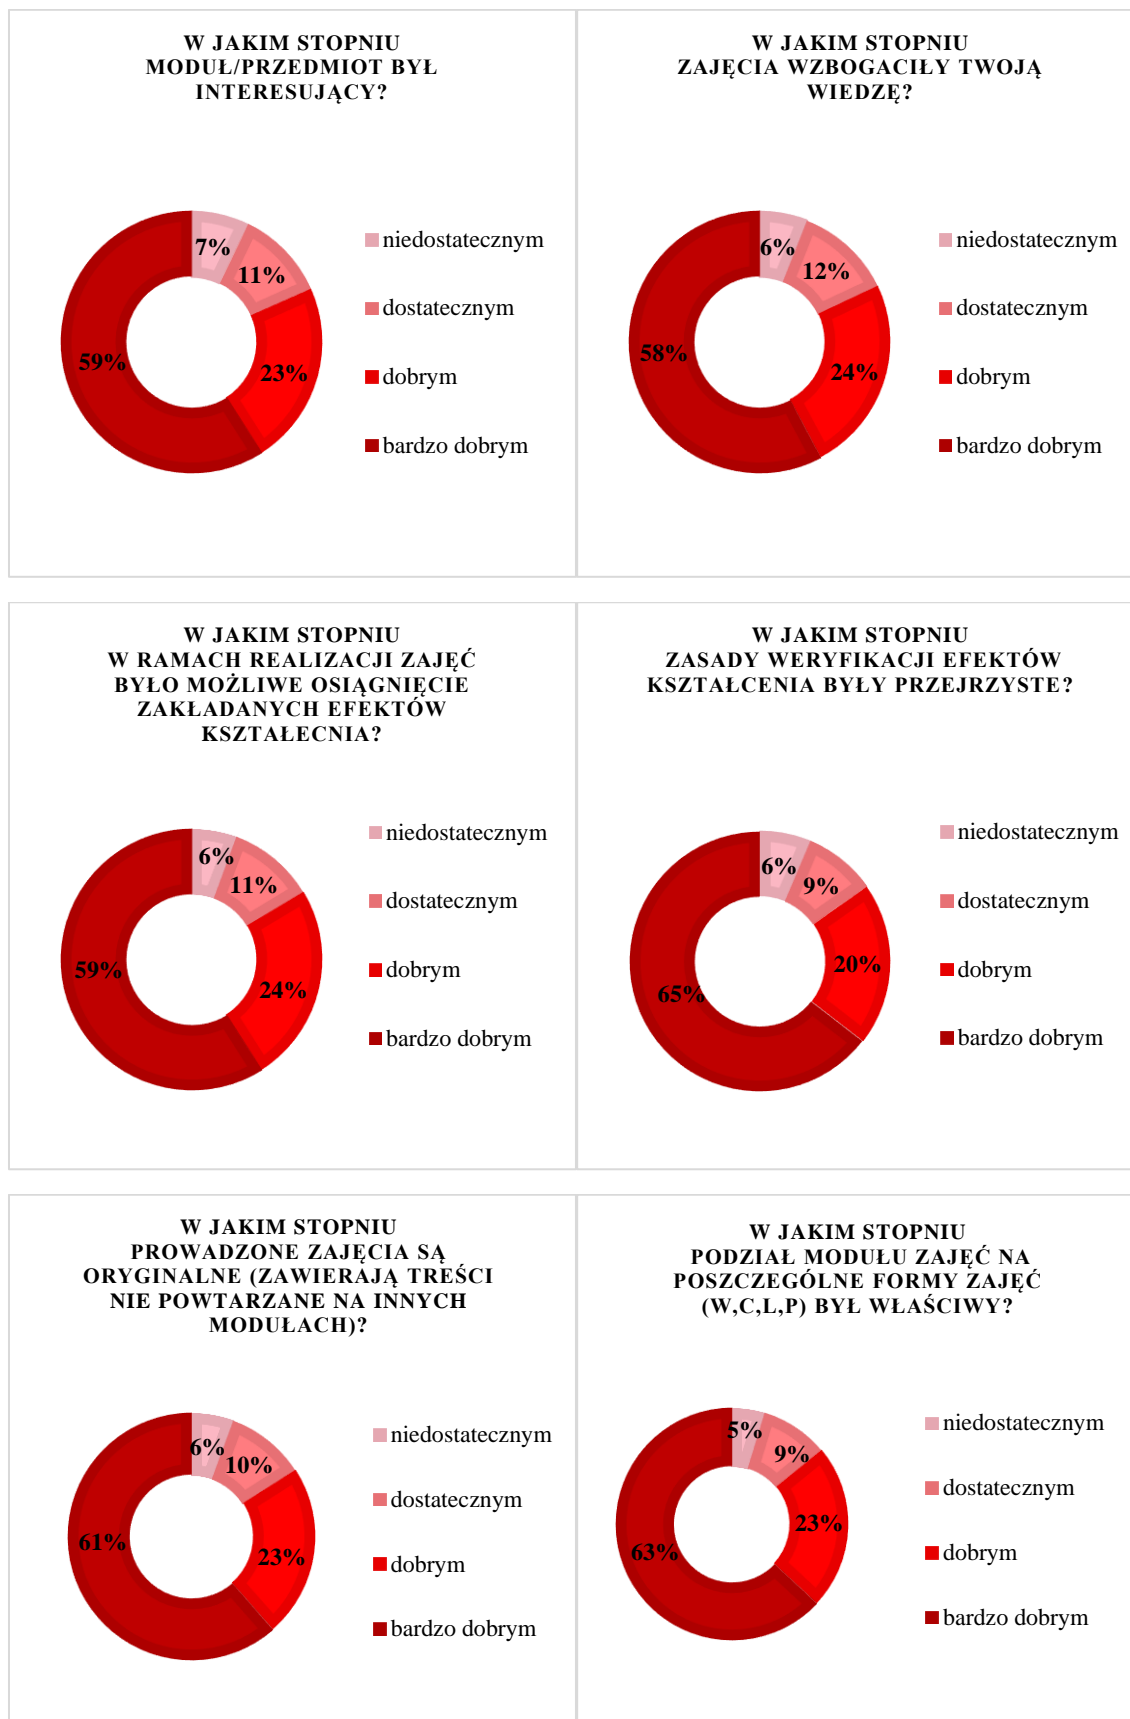 W JAKIM STOPNIU
MODUŁ/PRZEDMIOT BYŁ
INTERESUJĄCY?
7%
11%
23%
59%
niedostatecznym
dostatecznym
dobrym
bardzo dobrym
W JAKIM STOPNIU
ZAJĘCIA WZBOGACIŁY TWOJĄ
WIEDZĘ?
6%
12%
24%
58%
niedostatecznym
dostatecznym
dobrym
bardzo dobrym
W JAKIM STOPNIU
W RAMACH REALIZACJI ZAJĘĆ
BYŁO MOŻLIWE OSIĄGNIĘCIE
ZAKŁADANYCH EFEKTÓW
KSZTAŁECNIA?
6%
11%
24%
59%
niedostatecznym
dostatecznym
dobrym
bardzo dobrym
W JAKIM STOPNIU
ZASADY WERYFIKACJI EFEKTÓW
KSZTAŁCENIA BYŁY PRZEJRZYSTE?
6%
9%
20%
65%
niedostatecznym
dostatecznym
dobrym
bardzo dobrym
W JAKIM STOPNIU
PROWADZONE ZAJĘCIA SĄ
ORYGINALNE (ZAWIERAJĄ TREŚCI
NIE POWTARZANE NA INNYCH
MODUŁACH)?
6%
10%
23%
61%
niedostatecznym
dostatecznym
dobrym
bardzo dobrym
W JAKIM STOPNIU
PODZIAŁ MODUŁU ZAJĘĆ NA
POSZCZEGÓLNE FORMY ZAJĘĆ
(W,C,L,P) BYŁ WŁAŚCIWY?
5%
9%
23%
63%
niedostatecznym
dostatecznym
dobrym
bardzo dobrym